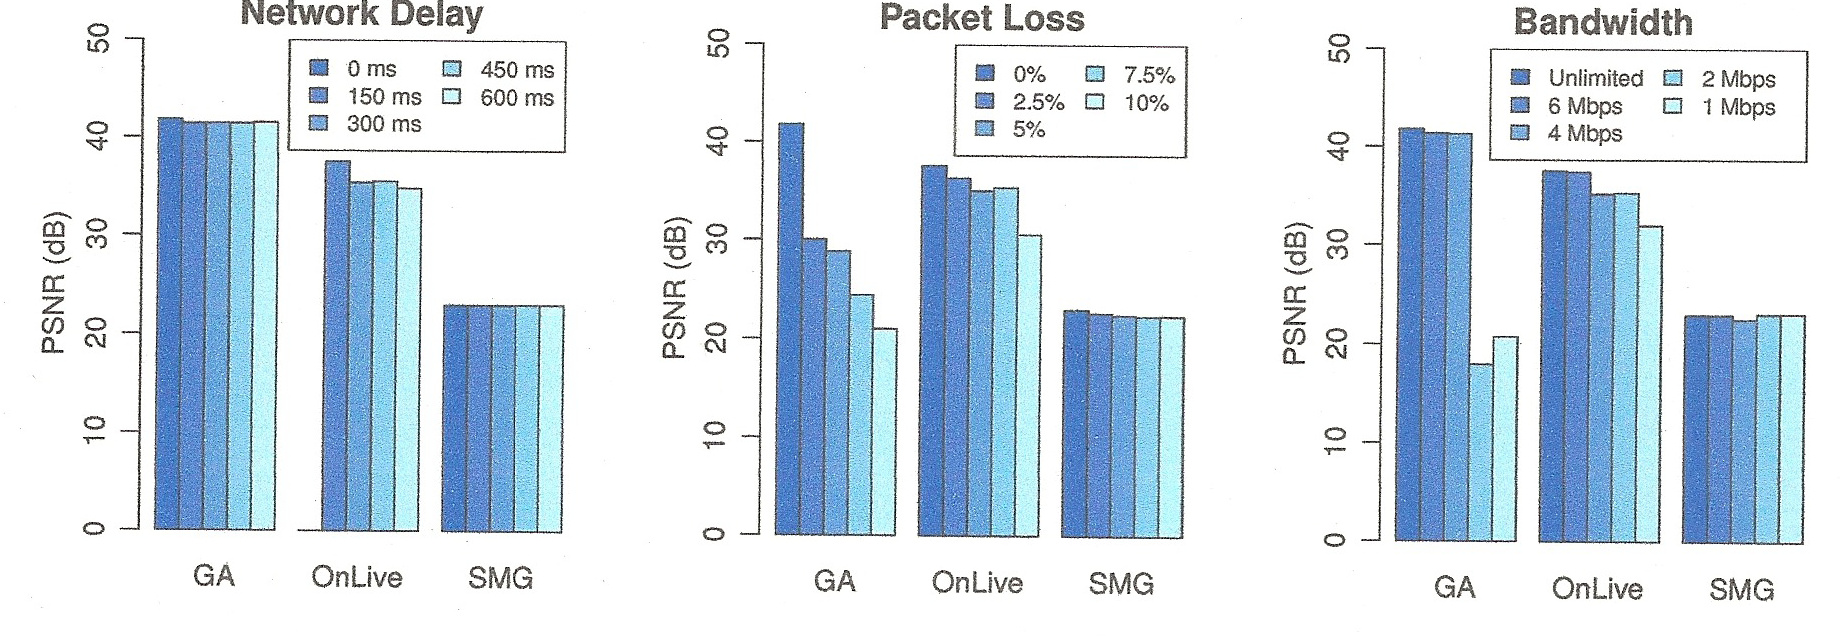 Network Delay
50
40
30
20
10
0
PSNR (dB)
0 ms
150 ms
300 ms
450 ms
600 ms
GA OnLive SMG
Packet Loss
50
40
30
20
10
0
PSNR (dB)
0%
2.5%
5%
7.5%
10%
GA OnLive SMG
Bandwidth
50
40
30
20
10
0
PSNR (dB)
Unlimited
6 Mbps
4 Mbps
2 Mbps
1 Mbps
GA OnLive SMG